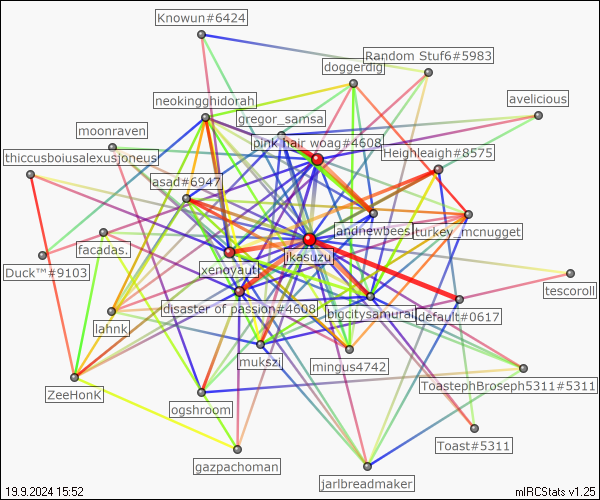 Knowun#6424
Random Stuf6#5983
doggerdig
neokingghidorah
avelicious
gregor_samsa
moonraven
pink hair woag#4608
Heighleaigh#8575
thiccusboiusalexusjoneus
asad#6947
andnewbees
turkey_mcnugget
facadas.
ikasuzu
xenoyaut
Duck™#9103
tescoroll
disaster of passion#4608
bigcitysamurai
default#0617
lahnk
mukszi
mingus4742
ToastephBroseph5311#5311
ZeeHonK
ogshroom
Toast#5311
gazpachoman
jarlbreadmaker
19.9.2024 15:52
mIRCStats v1.25